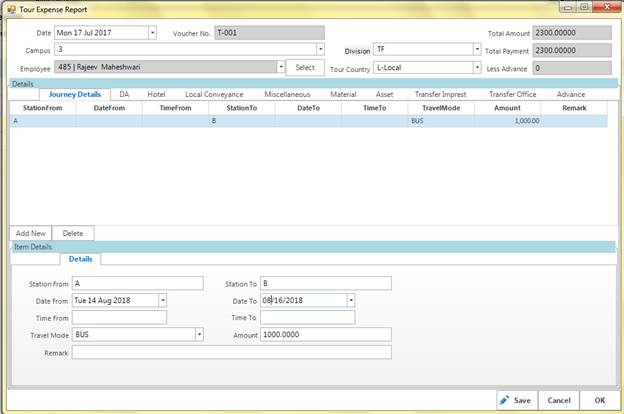 Tour Expense Report
Date Mon 17 Jul 2017 Voucher No. T-001 Total Amount 2300.00000
Campus 3 Division TF Total Payment 2300.00000
Employee 485 | Rajeev Maheshwari Select Tour Country L-Local Less Advance 0
Details
Journey Details DA Hotel Local Conveyance Miscellaneous Material Asset Transfer Imprest Transfer Office Advance
StationFrom DateFrom TimeFrom StationTo DateTo TimeTo TravelMode Amount Remark
A B BUS 1,000.00
Add New Delete
Item Details
Details
Station From A Station To B
Date From Tue 14 Aug 2018 Date To 08/16/2018
Time From Time To
Travel Mode BUS Amount 1000.0000
Remark
Save Cancel OK